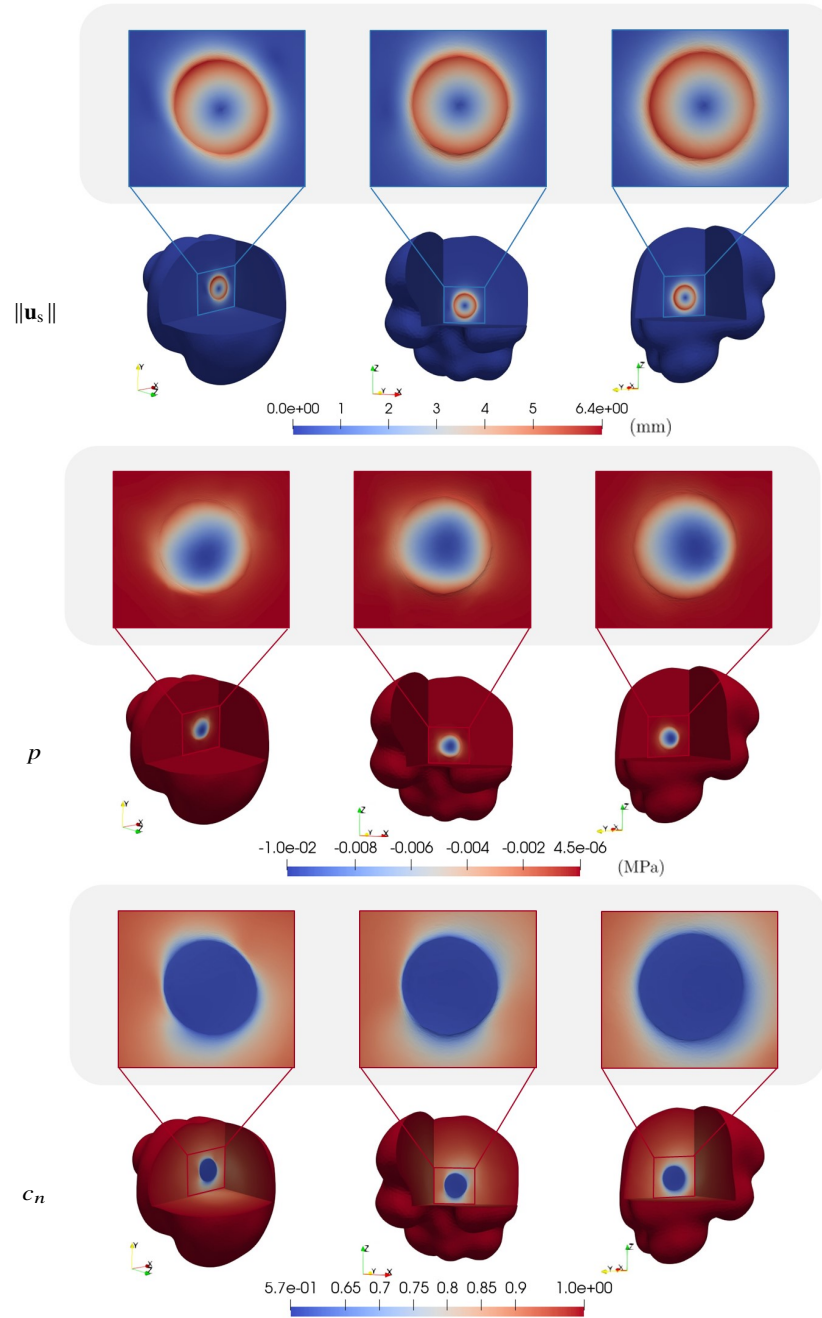 ‖u_s‖
Y X Z
Z Y X
Z X Y
0.0e+00 1 2 3 4 5 6.4e+00
(mm)
p
Y X Z
Z Y X
Z Y X
-1.0e-02 -0.008 -0.006 -0.004 -0.002 4.5e-06
(MPa)
c_n
Y X Z
Z Y X
Z Y X
5.7e-01 0.65 0.7 0.75 0.8 0.85 0.9 1.0e+00